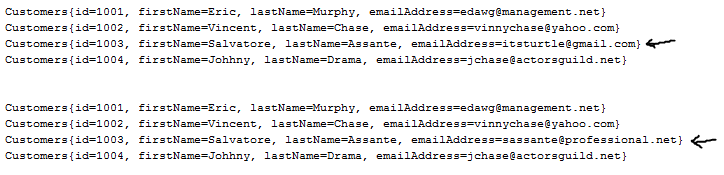 Customers{id=1001, firstName=Eric, lastName=Murphy, emailAddress=edawg@management.net}
Customers{id=1002, firstName=Vincent, lastName=Chase, emailAddress=vinnychase@yahoo.com}
Customers{id=1003, firstName=Salvatore, lastName=Assante, emailAddress=itsturtle@gmail.com}
Customers{id=1004, firstName=Johhny, lastName=Drama, emailAddress=jchase@actorsguild.net}
Customers{id=1001, firstName=Eric, lastName=Murphy, emailAddress=edawg@management.net}
Customers{id=1002, firstName=Vincent, lastName=Chase, emailAddress=vinnychase@yahoo.com}
Customers{id=1003, firstName=Salvatore, lastName=Assante, emailAddress=sassante@professional.net}
Customers{id=1004, firstName=Johhny, lastName=Drama, emailAddress=jchase@actorsguild.net}